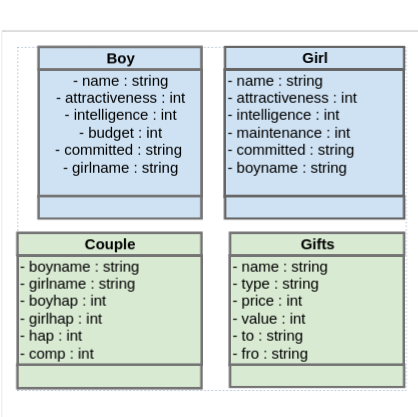 Boy
- name : string
- attractiveness : int
- intelligence : int
- budget : int
- committed : string
- girlname : string
Girl
- name : string
- attractiveness : int
- intelligence : int
- maintenance : int
- committed : string
- boyname : string
Couple
- boyname : string
- girlname : string
- boyhap : int
- girlhap : int
- hap : int
- comp : int
Gifts
- name : string
- type : string
- price : int
- value : int
- to : string
- fro : string